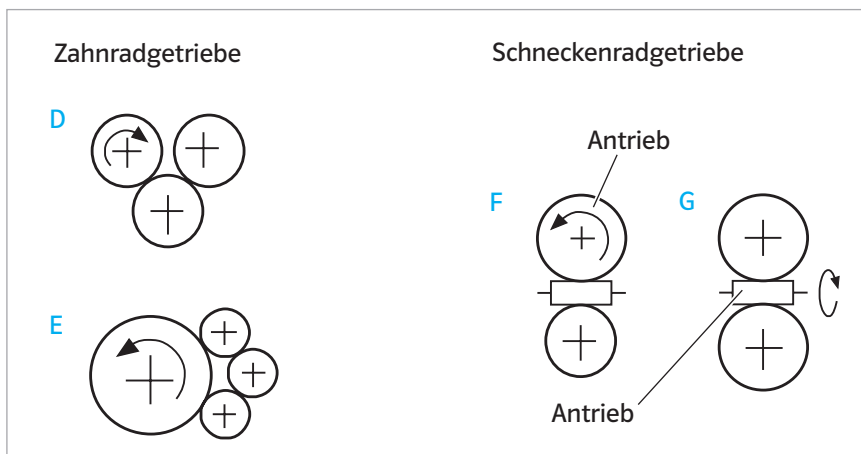 Zahnradgetriebe
D
E
Schneckenradgetriebe
Antrieb
F
G
Antrieb